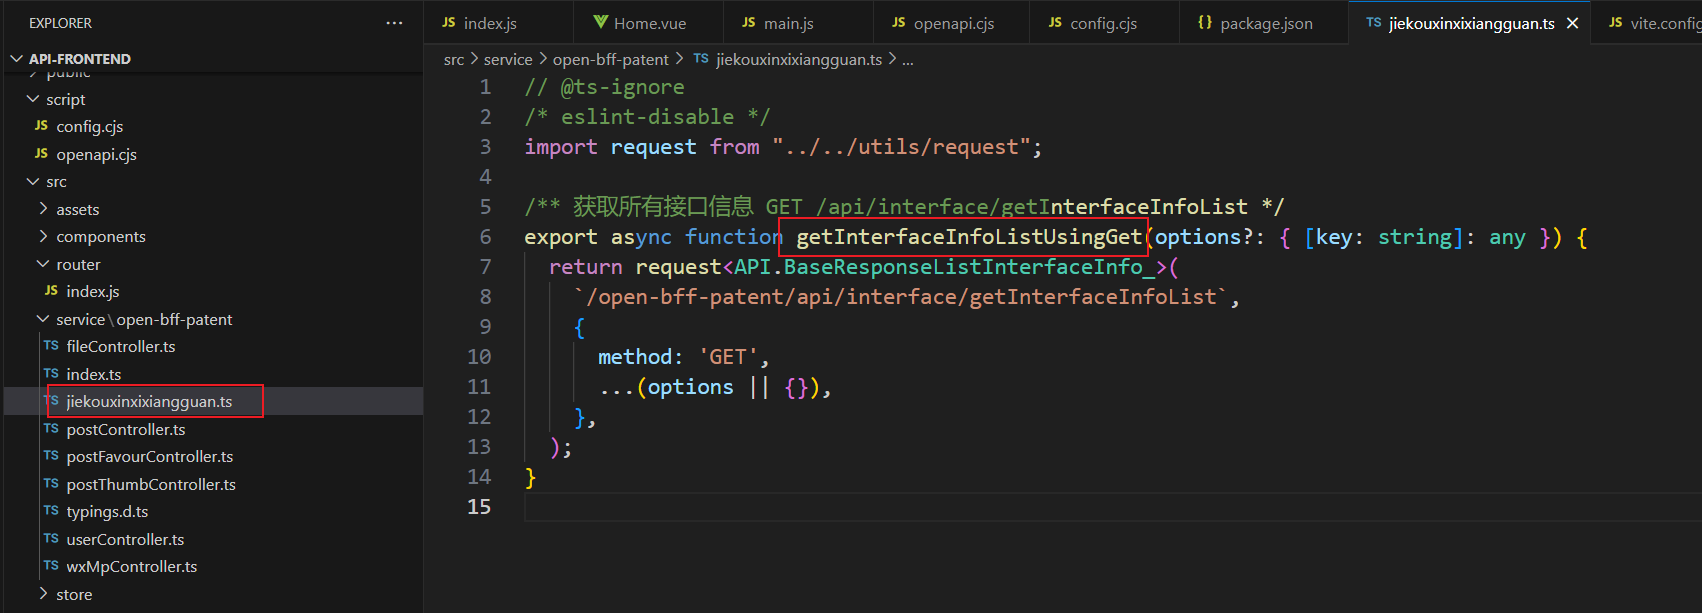 EXPLORER
...
API-FRONTEND
public
script
JS config.cjs
JS openapi.cjs
src
assets
components
router
JS index.js
service\open-bff-patent
TS fileController.ts
TS index.ts
TS jiekouxinxixiangguan.ts
TS postController.ts
TS postFavourController.ts
TS postThumbController.ts
TS typings.d.ts
TS userController.ts
TS wxMpController.ts
store
JS index.js
Home.vue
JS main.js
JS openapi.cjs
JS config.cjs
{} package.json
TS jiekouxinxixiangguan.ts ×
JS vite.config
src > service > open-bff-patent > TS jiekouxinxixiangguan.ts > ...
1 // @ts-ignore
2 /* eslint-disable */
3 import request from "../../utils/request";
4
5 /** 获取所有接口信息 GET /api/interface/getInterfaceInfoList */
6 export async function getInterfaceInfoListUsingGet(options?: { [key: string]: any }) {
7 return request<API.BaseResponseListInterfaceInfo_>(
8 `/open-bff-patent/api/interface/getInterfaceInfoList`,
9 {
10 method: 'GET',
11 ...(options || {}),
12 },
13 );
14 }
15